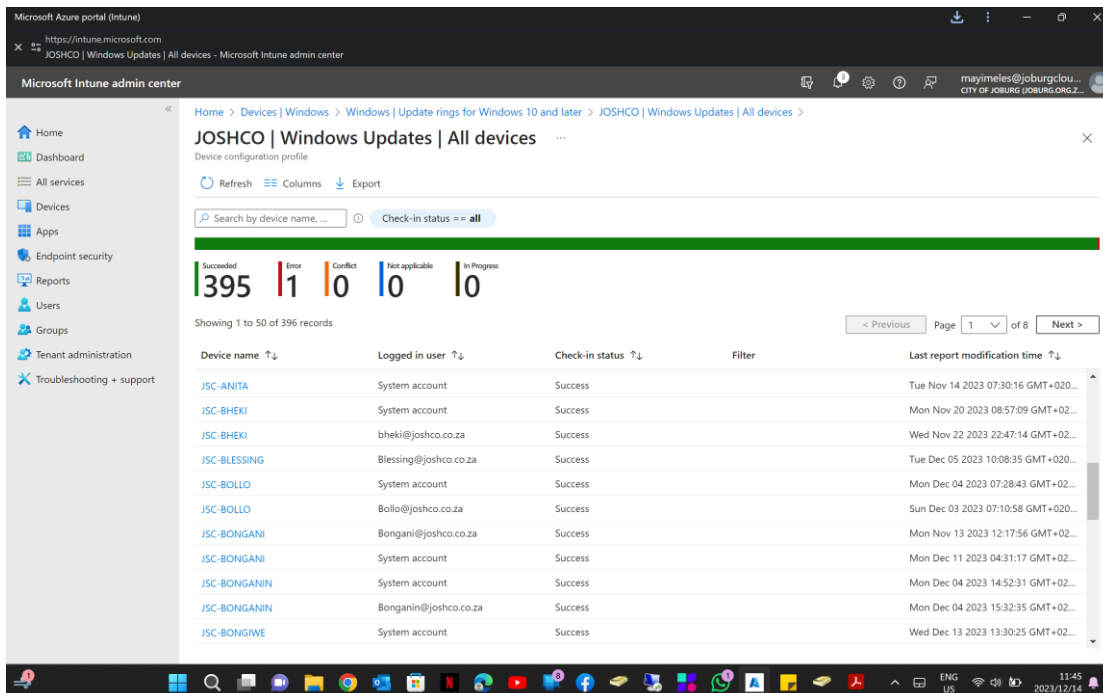 Microsoft Azure portal (Intune)
https://intune.microsoft.com
JOSHCO | Windows Updates | All devices - Microsoft Intune admin center
Microsoft Intune admin center
3
mayimeles@joburgclou...
CITY OF JOBURG (JOBURG.ORG.Z...
Home > Devices | Windows > Windows | Update rings for Windows 10 and later > JOSHCO | Windows Updates | All devices >
JOSHCO | Windows Updates | All devices ...
Device configuration profile
Home
Dashboard
All services
Devices
Apps
Endpoint security
Reports
Users
Groups
Tenant administration
Troubleshooting + support
Refresh Columns Export
Search by device name, ... Check-in status == all
Succeeded Error Conflict Not applicable In Progress
395 1 0 0 0
Showing 1 to 50 of 396 records
< Previous Page 1 of 8 Next >
Device name Logged in user Check-in status Filter Last report modification time
JSC-ANITA System account Success Tue Nov 14 2023 07:30:16 GMT+020...
JSC-BHEKI System account Success Mon Nov 20 2023 08:57:09 GMT+02...
JSC-BHEKI bheki@joshco.co.za Success Wed Nov 22 2023 22:47:14 GMT+02...
JSC-BLESSING Blessing@joshco.co.za Success Tue Dec 05 2023 10:08:35 GMT+020...
JSC-BOLLO System account Success Mon Dec 04 2023 07:28:43 GMT+02...
JSC-BOLLO Bollo@joshco.co.za Success Sun Dec 03 2023 07:10:58 GMT+020...
JSC-BONGANI Bongani@joshco.co.za Success Mon Nov 13 2023 12:17:56 GMT+02...
JSC-BONGANI System account Success Mon Dec 11 2023 04:31:17 GMT+02...
JSC-BONGANIN System account Success Mon Dec 04 2023 14:52:31 GMT+02...
JSC-BONGANIN Bonganin@joshco.co.za Success Mon Dec 04 2023 15:32:35 GMT+02...
JSC-BONGIWE System account Success Wed Dec 13 2023 13:30:25 GMT+02...
1 8 1
ENG
US
11:45
2023/12/14